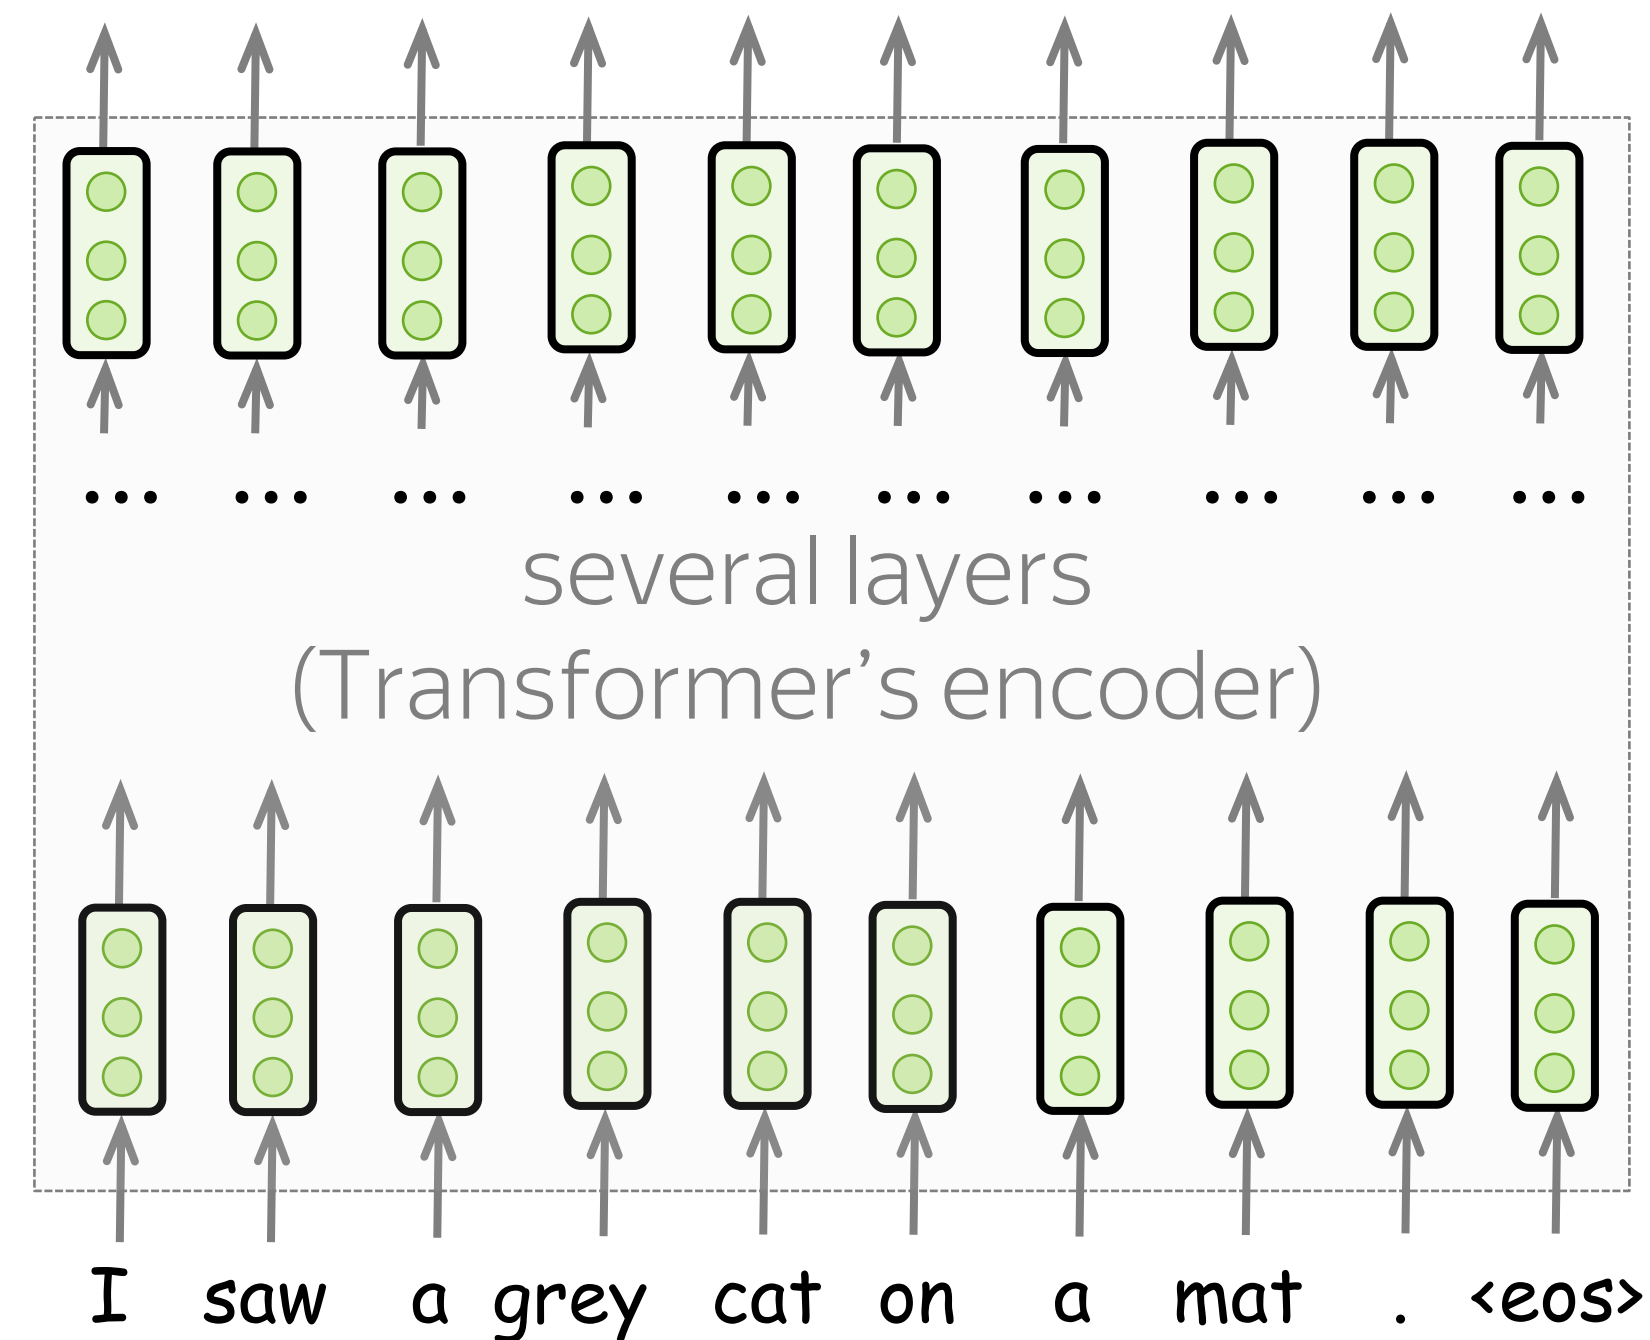 ... ... ... ... ... ... ... ... ... ...
several layers
(Transformer's encoder)
I saw a grey cat on a mat . <eos>